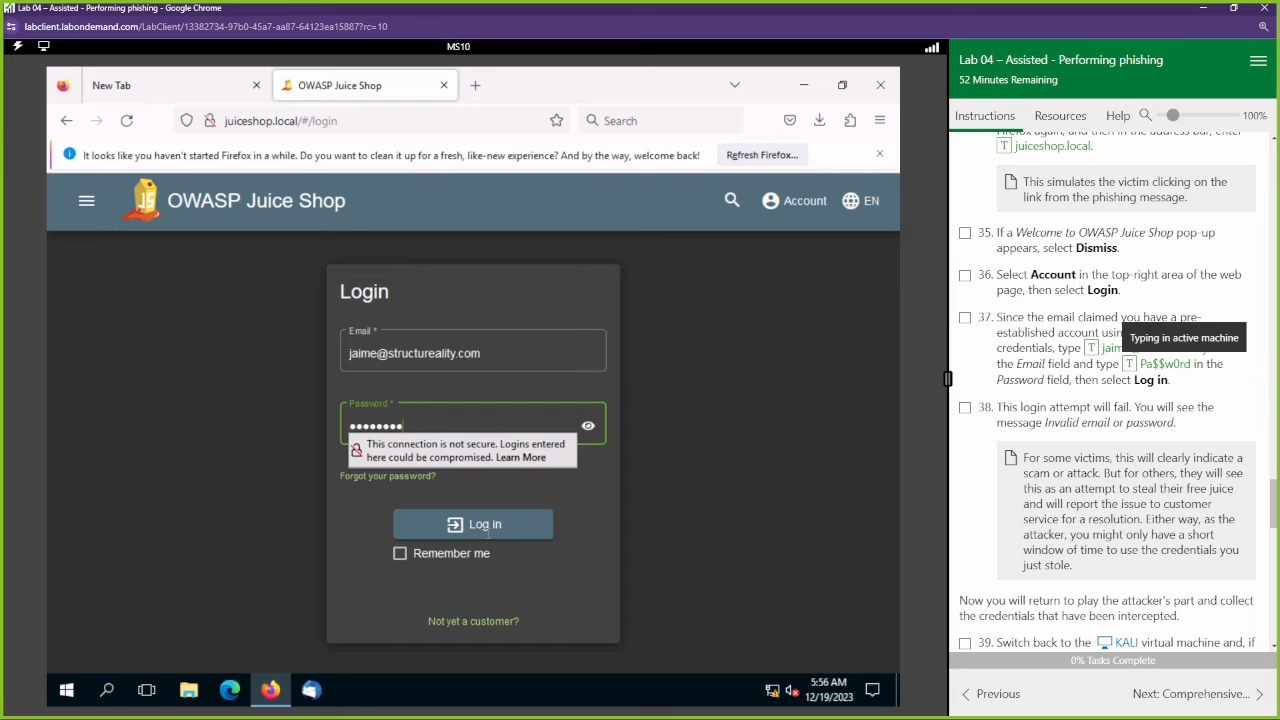 Lab 04 – Assisted - Performing phishing - Google Chrome
labclient.labondemand.com/LabClient/13382734-97b0-45a7-aa87-64123ea15887?rc=10
MS10
New Tab
OWASP Juice Shop
juiceshop.local/#/login
Search
It looks like you haven't started Firefox in a while. Do you want to clean it up for a fresh, like-new experience? And by the way, welcome back!
Refresh Firefox...
OWASP Juice Shop
Account
EN
Login
Email *
jaime@structureality.com
Password *
This connection is not secure. Logins entered
here could be compromised. Learn More
Forgot your password?
Log in
Remember me
Not yet a customer?
5:56 AM
12/19/2023
Lab 04 – Assisted - Performing phishing
52 Minutes Remaining
Instructions
Resources
Help
100%
Firefox again, and then in the address bar, enter
T juiceshop.local.
This simulates the victim clicking on the
link from the phishing message.
35. If a Welcome to OWASP Juice Shop pop-up
appears, select Dismiss.
36. Select Account in the top-right area of the web
page, then select Login.
37. Since the email claimed you have a pre-
established account usin
Typing in active machine
credentials, type T jaim
the Email field and type T Pa$$w0rd in the
Password field, then select Log in.
38. This login attempt will fail. You will see the
message Invalid email or password.
For some victims, this will clearly indicate a
scam or attack. But for others, they will see
this as an attempt to steal their free juice
and will report the issue to customer
service for a resolution. Either way, as the
attacker, you might only have a short
window of time to use the credentials you
just stole.
Now you will return to play the attacker's part and collect
the credentials that have been intercepted.
39. Switch back to the KALI virtual machine and, if
0% Tasks Complete
Previous
Next: Comprehensive...